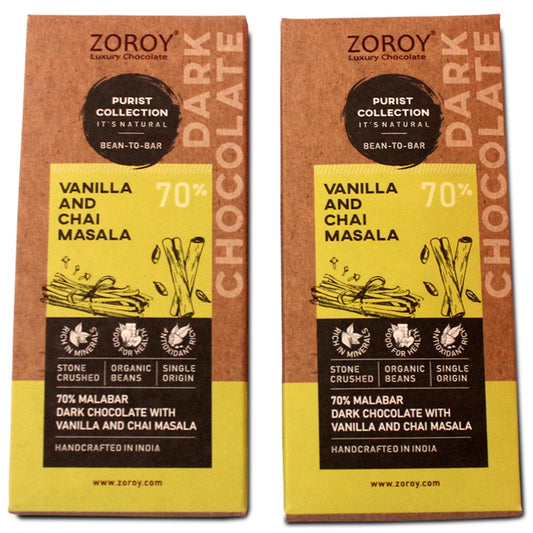 ZOROY®
Luxury Chocolate
DARK
CHOCOLATE
PURIST
COLLECTION
IT'S NATURAL
BEAN-TO-BAR
VANILLA
AND
CHAI
MASALA
70%
RICH IN MINERALS
GOOD FOR HEALTH
ANTIOXIDANT RICH
STONE
CRUSHED
ORGANIC
BEANS
SINGLE
ORIGIN
70% MALABAR
DARK CHOCOLATE WITH
VANILLA AND CHAI MASALA
HANDCRAFTED IN INDIA
www.zoroy.com
ZOROY®
Luxury Chocolate
DARK
CHOCOLATE
PURIST
COLLECTION
IT'S NATURAL
BEAN-TO-BAR
VANILLA
AND
CHAI
MASALA
70%
RICH IN MINERALS
GOOD FOR HEALTH
ANTIOXIDANT RICH
STONE
CRUSHED
ORGANIC
BEANS
SINGLE
ORIGIN
70% MALABAR
DARK CHOCOLATE WITH
VANILLA AND CHAI MASALA
HANDCRAFTED IN INDIA
www.zoroy.com